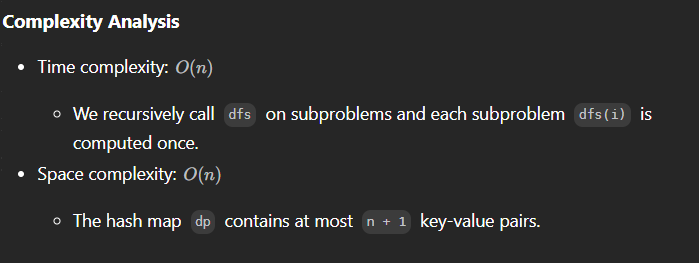 Complexity Analysis
• Time complexity: O(n)
◦ We recursively call dfs on subproblems and each subproblem dfs(i) is
computed once.
• Space complexity: O(n)
◦ The hash map dp contains at most n + 1 key-value pairs.